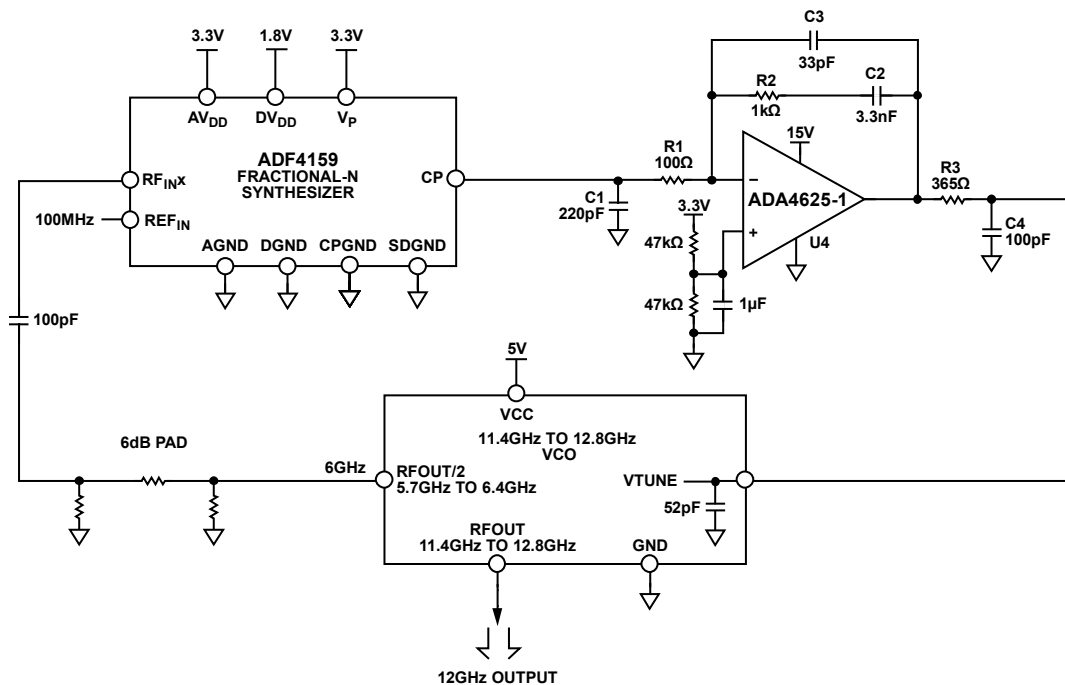 3.3V
1.8V
3.3V
AVDD
DVDD
VP
ADF4159
FRACTIONAL-N
SYNTHESIZER
RFINX
100MHz
REFIN
CP
AGND
DGND
CPGND
SDGND
100pF
C1
220pF
R1
100Ω
C3
33pF
R2
1kΩ
C2
3.3nF
15V
ADA4625-1
−
+
U4
3.3V
47kΩ
47kΩ
1µF
R3
365Ω
C4
100pF
5V
VCC
11.4GHz TO 12.8GHz
VCO
6dB PAD
6GHz
RFOUT/2
5.7GHz TO 6.4GHz
VTUNE
52pF
RFOUT
11.4GHz TO 12.8GHz
GND
12GHz OUTPUT